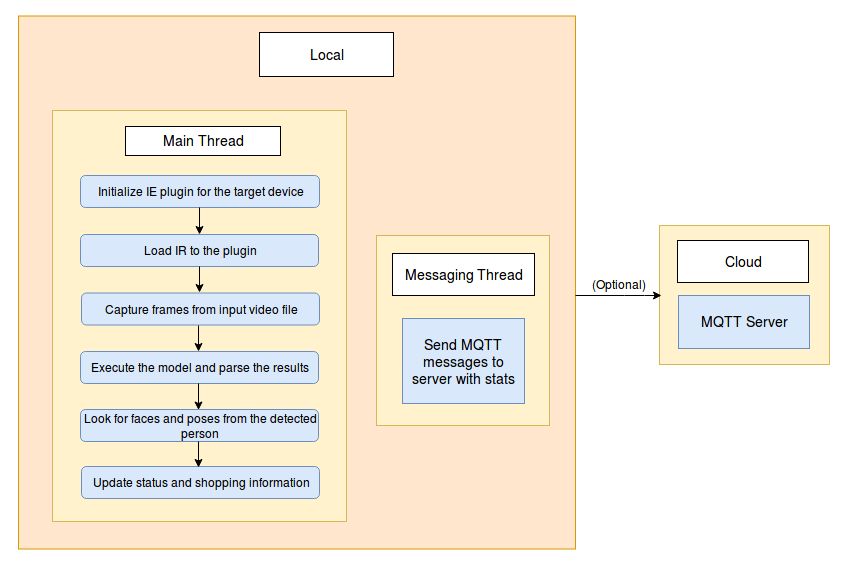 Local
Main Thread
Initialize IE plugin for the target device
Load IR to the plugin
Capture frames from input video file
Execute the model and parse the results
Look for faces and poses from the detected
person
Update status and shopping information
Messaging Thread
Send MQTT
messages to
server with stats
(Optional)
Cloud
MQTT Server